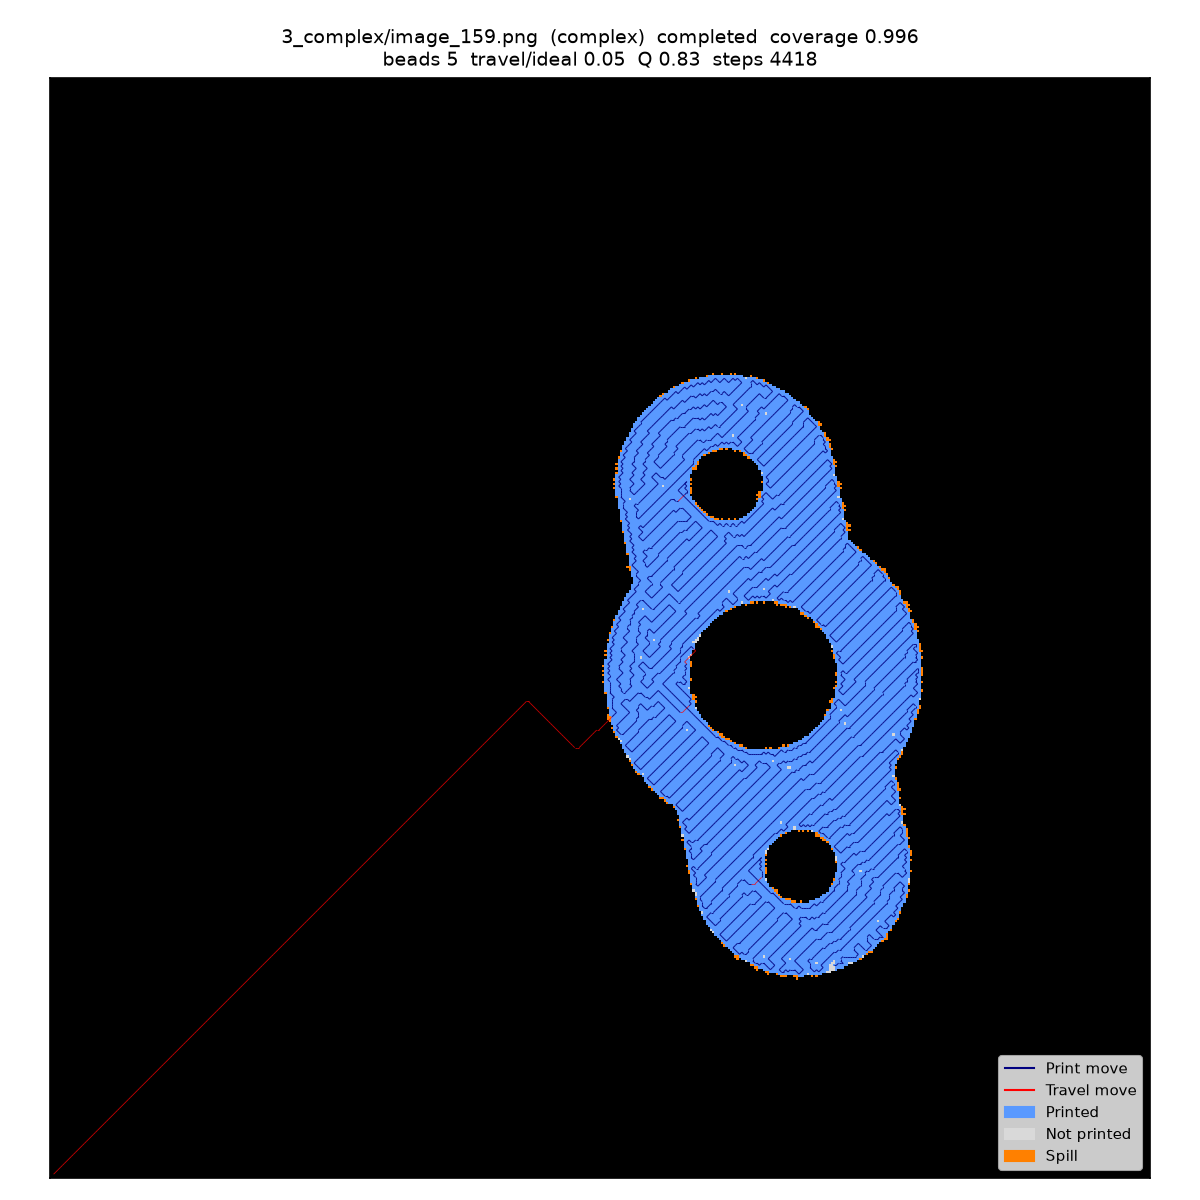 3_complex/image_159.png (complex) completed coverage 0.996
beads 5 travel/ideal 0.05 Q 0.83 steps 4418
Print move
Travel move
Printed
Not printed
Spill